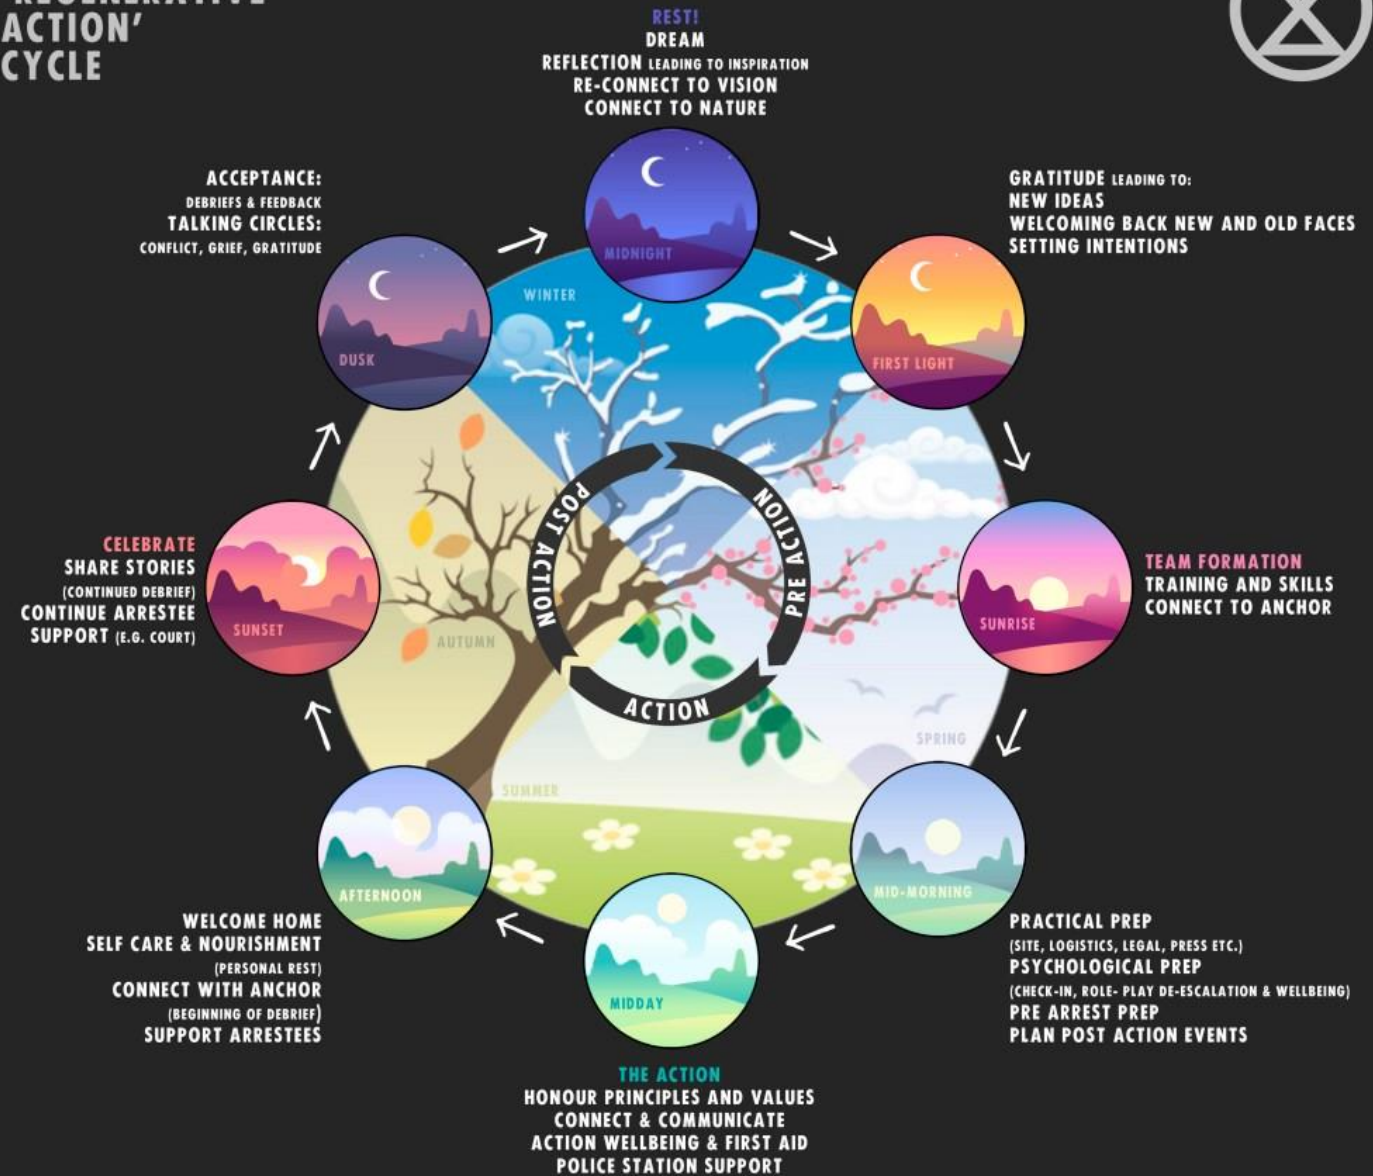 'REGENERATIVE
ACTION'
CYCLE
REST!
DREAM
REFLECTION LEADING TO INSPIRATION
RE-CONNECT TO VISION
CONNECT TO NATURE
MIDNIGHT
GRATITUDE LEADING TO:
NEW IDEAS
WELCOMING BACK NEW AND OLD FACES
SETTING INTENTIONS
FIRST LIGHT
TEAM FORMATION
TRAINING AND SKILLS
CONNECT TO ANCHOR
SUNRISE
PRACTICAL PREP
(SITE, LOGISTICS, LEGAL, PRESS ETC.)
PSYCHOLOGICAL PREP
(CHECK-IN, ROLE- PLAY DE-ESCALATION & WELLBEING)
PRE ARREST PREP
PLAN POST ACTION EVENTS
MID-MORNING
MIDDAY
THE ACTION
HONOUR PRINCIPLES AND VALUES
CONNECT & COMMUNICATE
ACTION WELLBEING & FIRST AID
POLICE STATION SUPPORT
AFTERNOON
WELCOME HOME
SELF CARE & NOURISHMENT
(PERSONAL REST)
CONNECT WITH ANCHOR
(BEGINNING OF DEBRIEF)
SUPPORT ARRESTEES
CELEBRATE
SHARE STORIES
(CONTINUED DEBRIEF)
CONTINUE ARRESTEE
SUPPORT (E.G. COURT)
SUNSET
ACCEPTANCE:
DEBRIEFS & FEEDBACK
TALKING CIRCLES:
CONFLICT, GRIEF, GRATITUDE
DUSK
WINTER
SPRING
SUMMER
AUTUMN
PRE ACTION
ACTION
POST ACTION